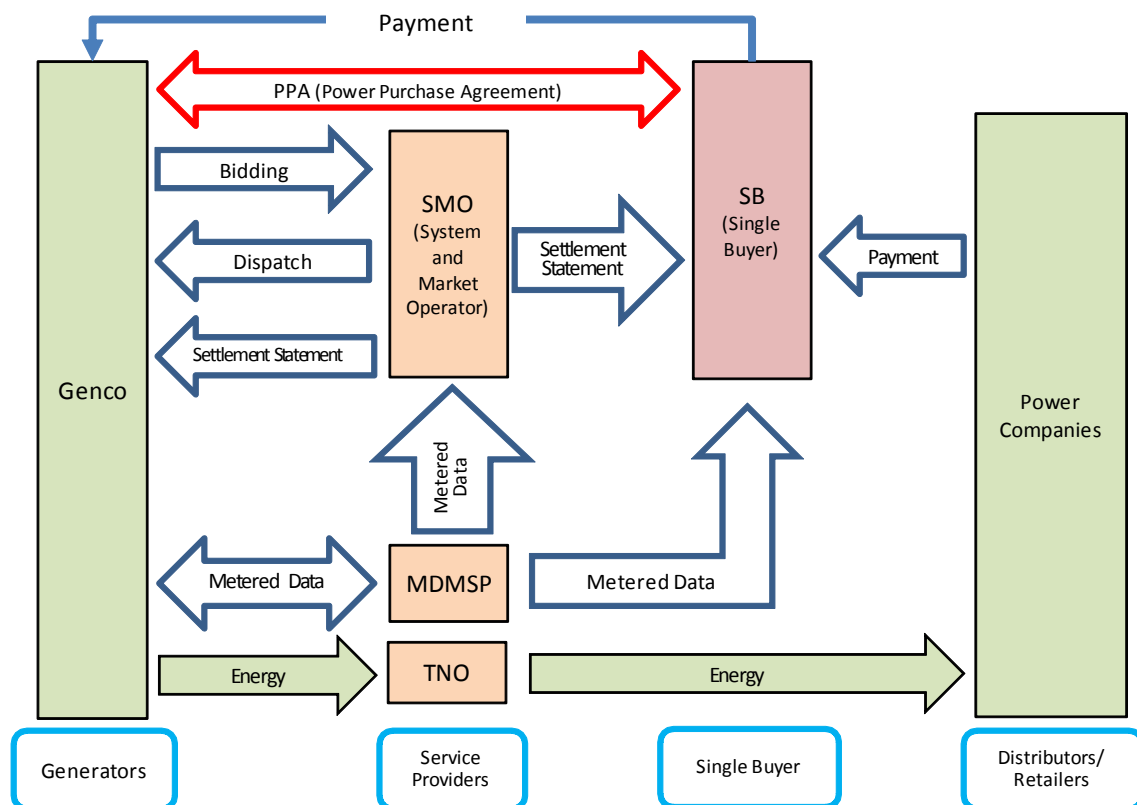 Payment
PPA (Power Purchase Agreement)
Genco
Bidding
Dispatch
Settlement Statement
SMO
(System
and
Market
Operator)
Settlement
Statement
SB
(Single
Buyer)
Payment
Power
Companies
Metered
Data
Metered Data
MDMSP
Metered Data
Energy
TNO
Energy
Generators
Service
Providers
Single Buyer
Distributors/
Retailers